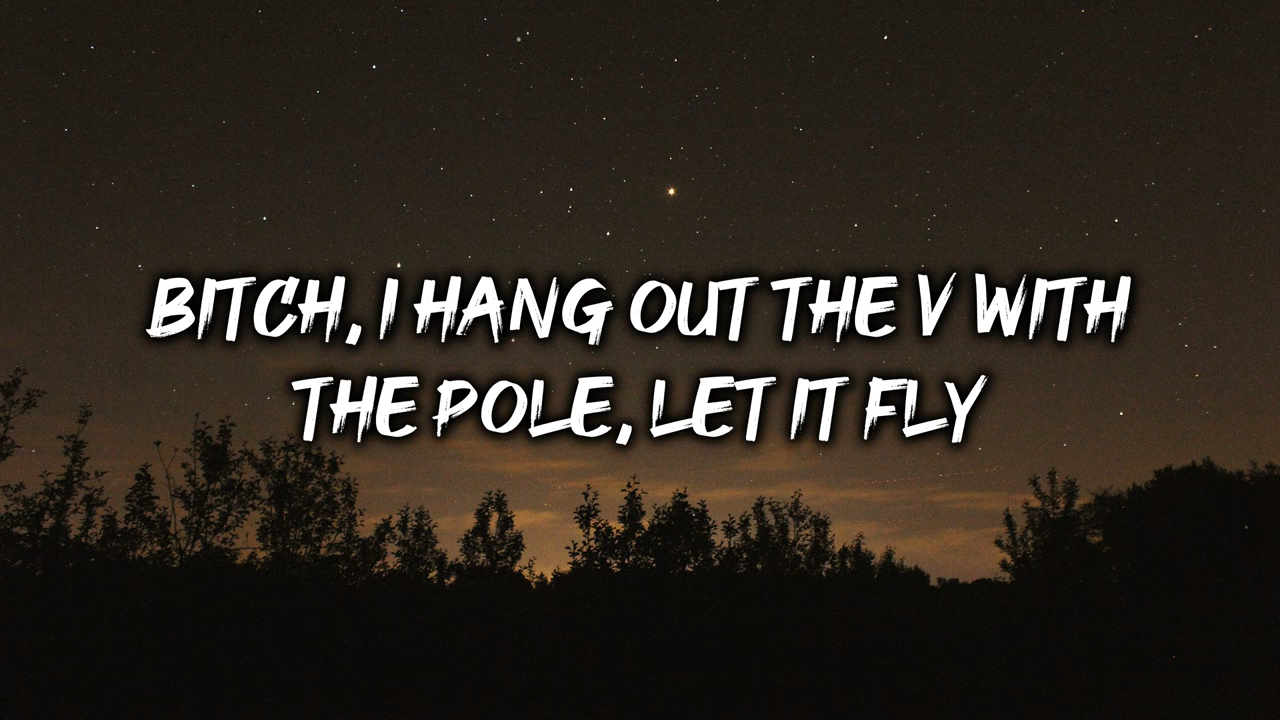 BITCH, I HANG OUT THE V WITH
THE POLE, LET IT FLY